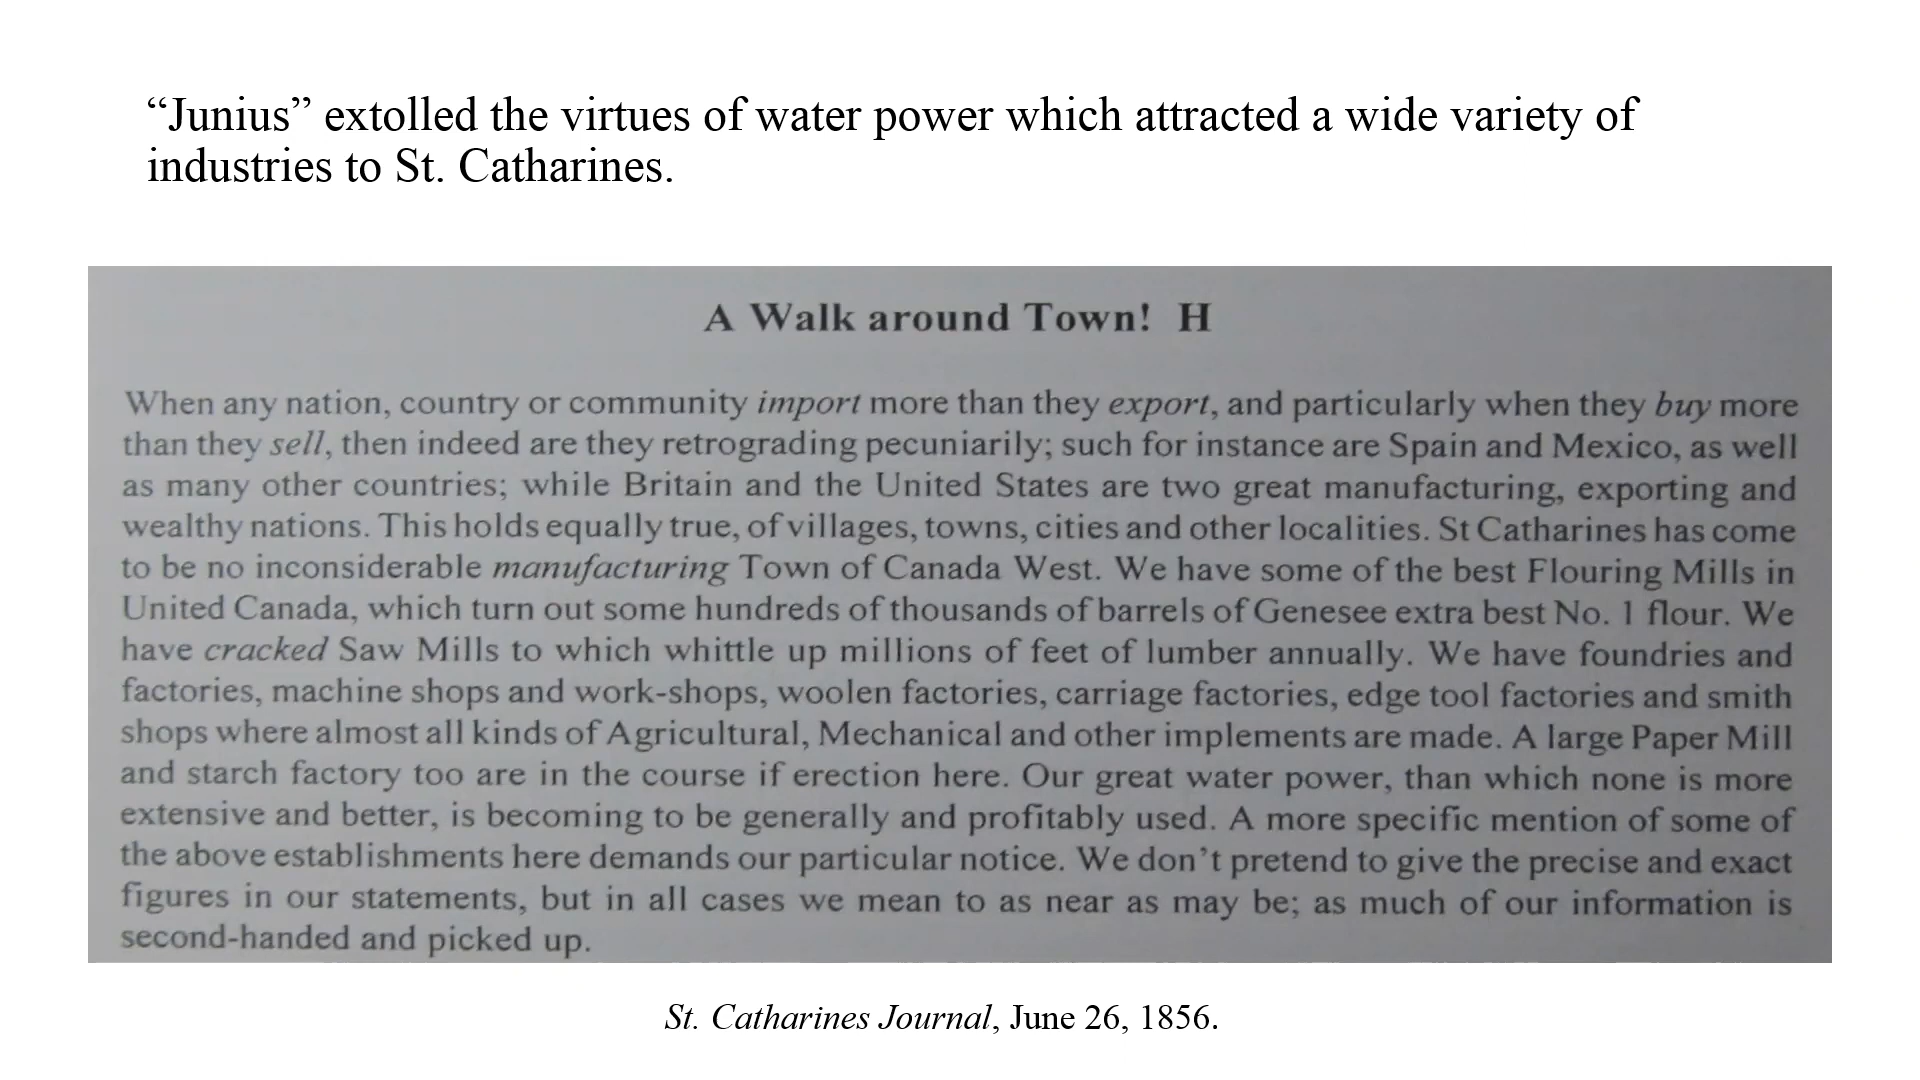 “Junius” extolled the virtues of water power which attracted a wide variety of
industries to St. Catharines.
A Walk around Town! H
When any nation, country or community import more than they export, and particularly when they buy more
than they sell, then indeed are they retrograding pecuniarily; such for instance are Spain and Mexico, as well
as many other countries; while Britain and the United States are two great manufacturing, exporting and
wealthy nations. This holds equally true, of villages, towns, cities and other localities. St Catharines has come
to be no inconsiderable manufacturing Town of Canada West. We have some of the best Flouring Mills in
United Canada, which turn out some hundreds of thousands of barrels of Genesee extra best No. 1 flour. We
have cracked Saw Mills to which whittle up millions of feet of lumber annually. We have foundries and
factories, machine shops and work-shops, woolen factories, carriage factories, edge tool factories and smith
shops where almost all kinds of Agricultural, Mechanical and other implements are made. A large Paper Mill
and starch factory too are in the course if erection here. Our great water power, than which none is more
extensive and better, is becoming to be generally and profitably used. A more specific mention of some of
the above establishments here demands our particular notice. We don’t pretend to give the precise and exact
figures in our statements, but in all cases we mean to as near as may be; as much of our information is
second-handed and picked up.
St. Catharines Journal, June 26, 1856.